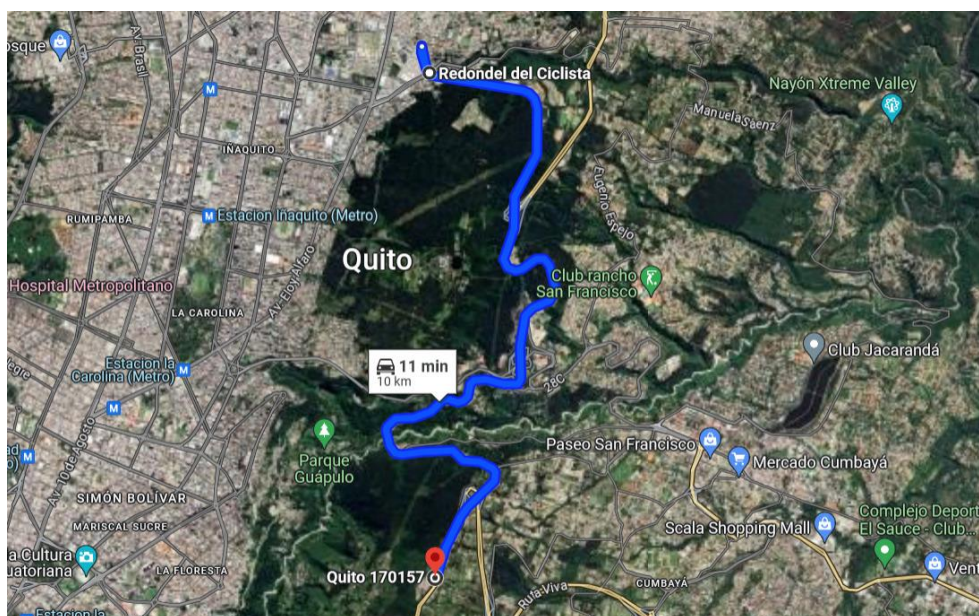 osque
Av. Brasil
Redondel del Ciclista
Nayón Xtreme Valley
Manuela Saenz
IÑAQUITO
Eugenio Espejo
RUMIPAMBA
Estacion Iñaquito (Metro)
Quito
Av. Eloy Alfaro
Hospital Metropolitano
Club rancho
San Francisco
LA CAROLINA
Estacion la
Carolina (Metro)
11 min
10 km
28C
Club Jacarandá
Av. 10 de Agosto
Parque
Guápulo
Paseo San Francisco
Mercado Cumbayá
SIMÓN BOLÍVAR
MARISCAL SUCRE
Scala Shopping Mall
Complejo Deport
El Sauce - Club...
a Cultura
uatoriana
LA FLORESTA
Quito 170157
Ruta Viva
CUMBAYÁ
Vent
Estacion la